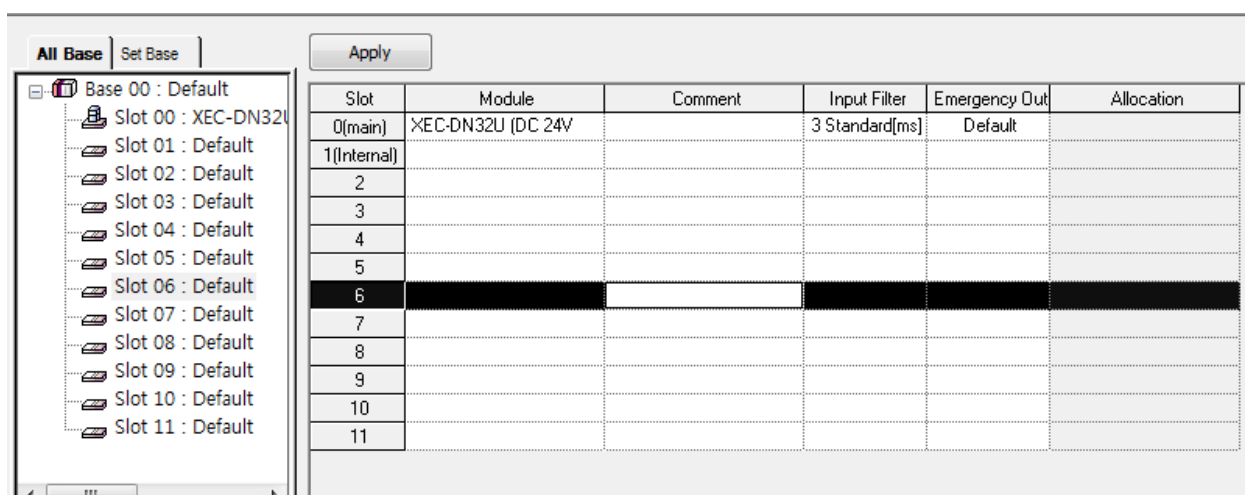 All Base Set Base
Apply
Base 00 : Default
Slot 00 : XEC-DN32U
Slot 01 : Default
Slot 02 : Default
Slot 03 : Default
Slot 04 : Default
Slot 05 : Default
Slot 06 : Default
Slot 07 : Default
Slot 08 : Default
Slot 09 : Default
Slot 10 : Default
Slot 11 : Default
Slot Module Comment Input Filter Emergency Out Allocation
0(main) XEC-DN32U (DC 24V 3 Standard[ms] Default
1(Internal)
2
3
4
5
6
7
8
9
10
11